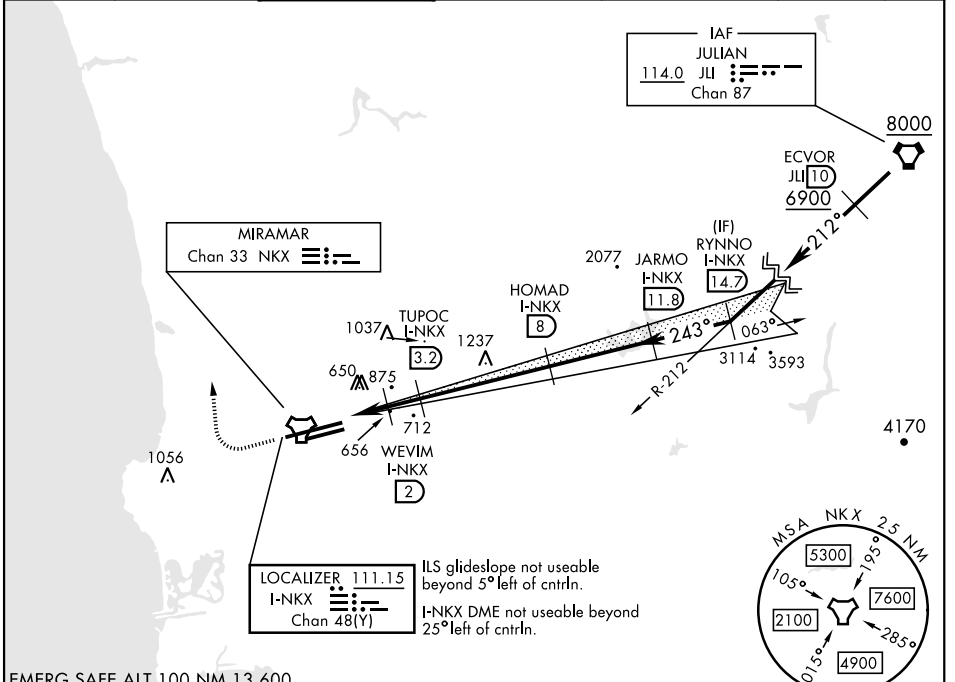 IAF
JULIAN
114.0 JLI
Chan 87
8000
ECVOR
JLI 10
6900
212°
(IF)
RYNNO
I-NKX
14.7
2077
JARMO
I-NKX
11.8
HOMAD
I-NKX
8
243°
063°
3114
3593
R-212
MIRAMAR
Chan 33 NKX
TUPOC
I-NKX
3.2
1037
1237
650
875
712
656
WEVIM
I-NKX
2
1056
4170
LOCALIZER 111.15
I-NKX
Chan 48(Y)
ILS glideslope not useable
beyond 5° left of cntrln.
I-NKX DME not useable beyond
25° left of cntrln.
MSA NKX 25 NM
5300
195°
105°
7600
2100
285°
015°
4900
EMERG SAFE ALT 100 NM 13,600